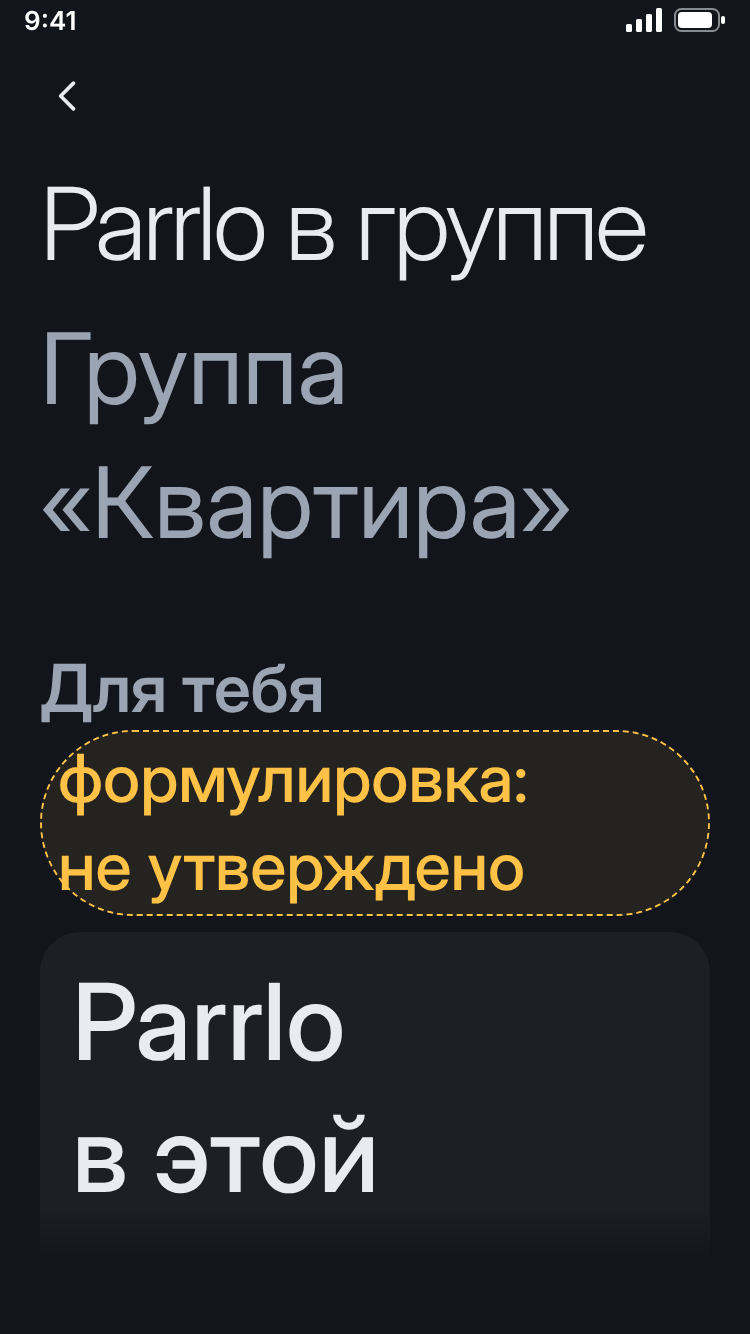 9:41
Parrlo в группе
Группа
«Квартира»
Для тебя
формулировка:
не утверждено
Parrlo
в этой